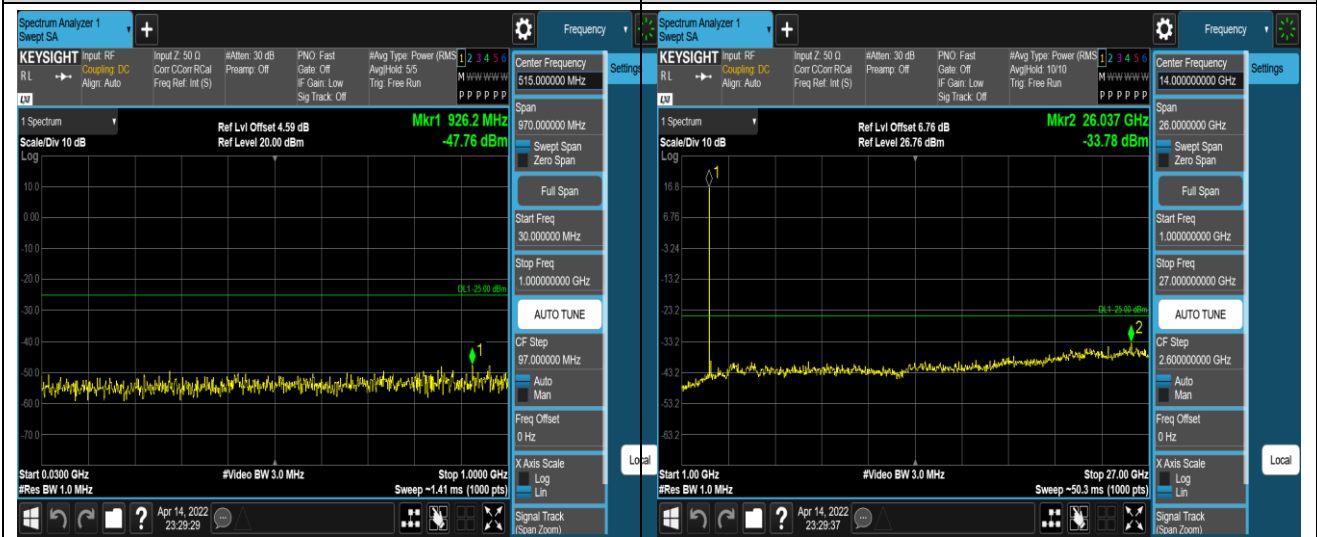 Spectrum Analyzer 1
Swept SA
Frequency
KEYSIGHT
RL
LXI
Input: RF
Coupling: DC
Align: Auto
Input Z: 50 Ω
Corr CCorr RCal
Freq Ref: Int (S)
#Atten: 30 dB
Preamp: Off
PNO: Fast
Gate: Off
IF Gain: Low
Sig Track: Off
#Avg Type: Power (RMS
Avg|Hold: 5/5
Trig: Free Run
1 2 3 4 5 6
M W W W W W
P P P P P P
Center Frequency
515.000000 MHz
Settings
1 Spectrum
Scale/Div 10 dB
Log
Ref Lvl Offset 4.59 dB
Ref Level 20.00 dBm
Mkr1 926.2 MHz
-47.76 dBm
10.0
0.00
-10.0
-20.0
-30.0
-40.0
-50.0
-60.0
-70.0
DL1 -25.00 dBm
1
Span
970.000000 MHz
Swept Span
Zero Span
Full Span
Start Freq
30.000000 MHz
Stop Freq
1.000000000 GHz
AUTO TUNE
CF Step
97.000000 MHz
Auto
Man
Freq Offset
0 Hz
X Axis Scale
Log
Lin
Signal Track
(Span Zoom)
Local
Start 0.0300 GHz
#Res BW 1.0 MHz
#Video BW 3.0 MHz
Stop 1.0000 GHz
Sweep ~1.41 ms (1000 pts)
?
Apr 14, 2022
23:29:29
Spectrum Analyzer 1
Swept SA
Frequency
KEYSIGHT
RL
LXI
Input: RF
Coupling: DC
Align: Auto
Input Z: 50 Ω
Corr CCorr RCal
Freq Ref: Int (S)
#Atten: 30 dB
Preamp: Off
PNO: Fast
Gate: Off
IF Gain: Low
Sig Track: Off
#Avg Type: Power (RMS
Avg|Hold: 10/10
Trig: Free Run
1 2 3 4 5 6
M W W W W W
P P P P P P
Center Frequency
14.000000000 GHz
Settings
1 Spectrum
Scale/Div 10 dB
Log
Ref Lvl Offset 6.76 dB
Ref Level 26.76 dBm
Mkr2 26.037 GHz
-33.78 dBm
16.8
6.76
-3.24
-13.2
-23.2
-33.2
-43.2
-53.2
-63.2
1
DL1 -25.00 dBm
2
Span
26.0000000 GHz
Swept Span
Zero Span
Full Span
Start Freq
1.000000000 GHz
Stop Freq
27.000000000 GHz
AUTO TUNE
CF Step
2.600000000 GHz
Auto
Man
Freq Offset
0 Hz
X Axis Scale
Log
Lin
Signal Track
(Span Zoom)
Local
Start 1.00 GHz
#Res BW 1.0 MHz
#Video BW 3.0 MHz
Stop 27.00 GHz
Sweep ~50.3 ms (1000 pts)
?
Apr 14, 2022
23:29:37